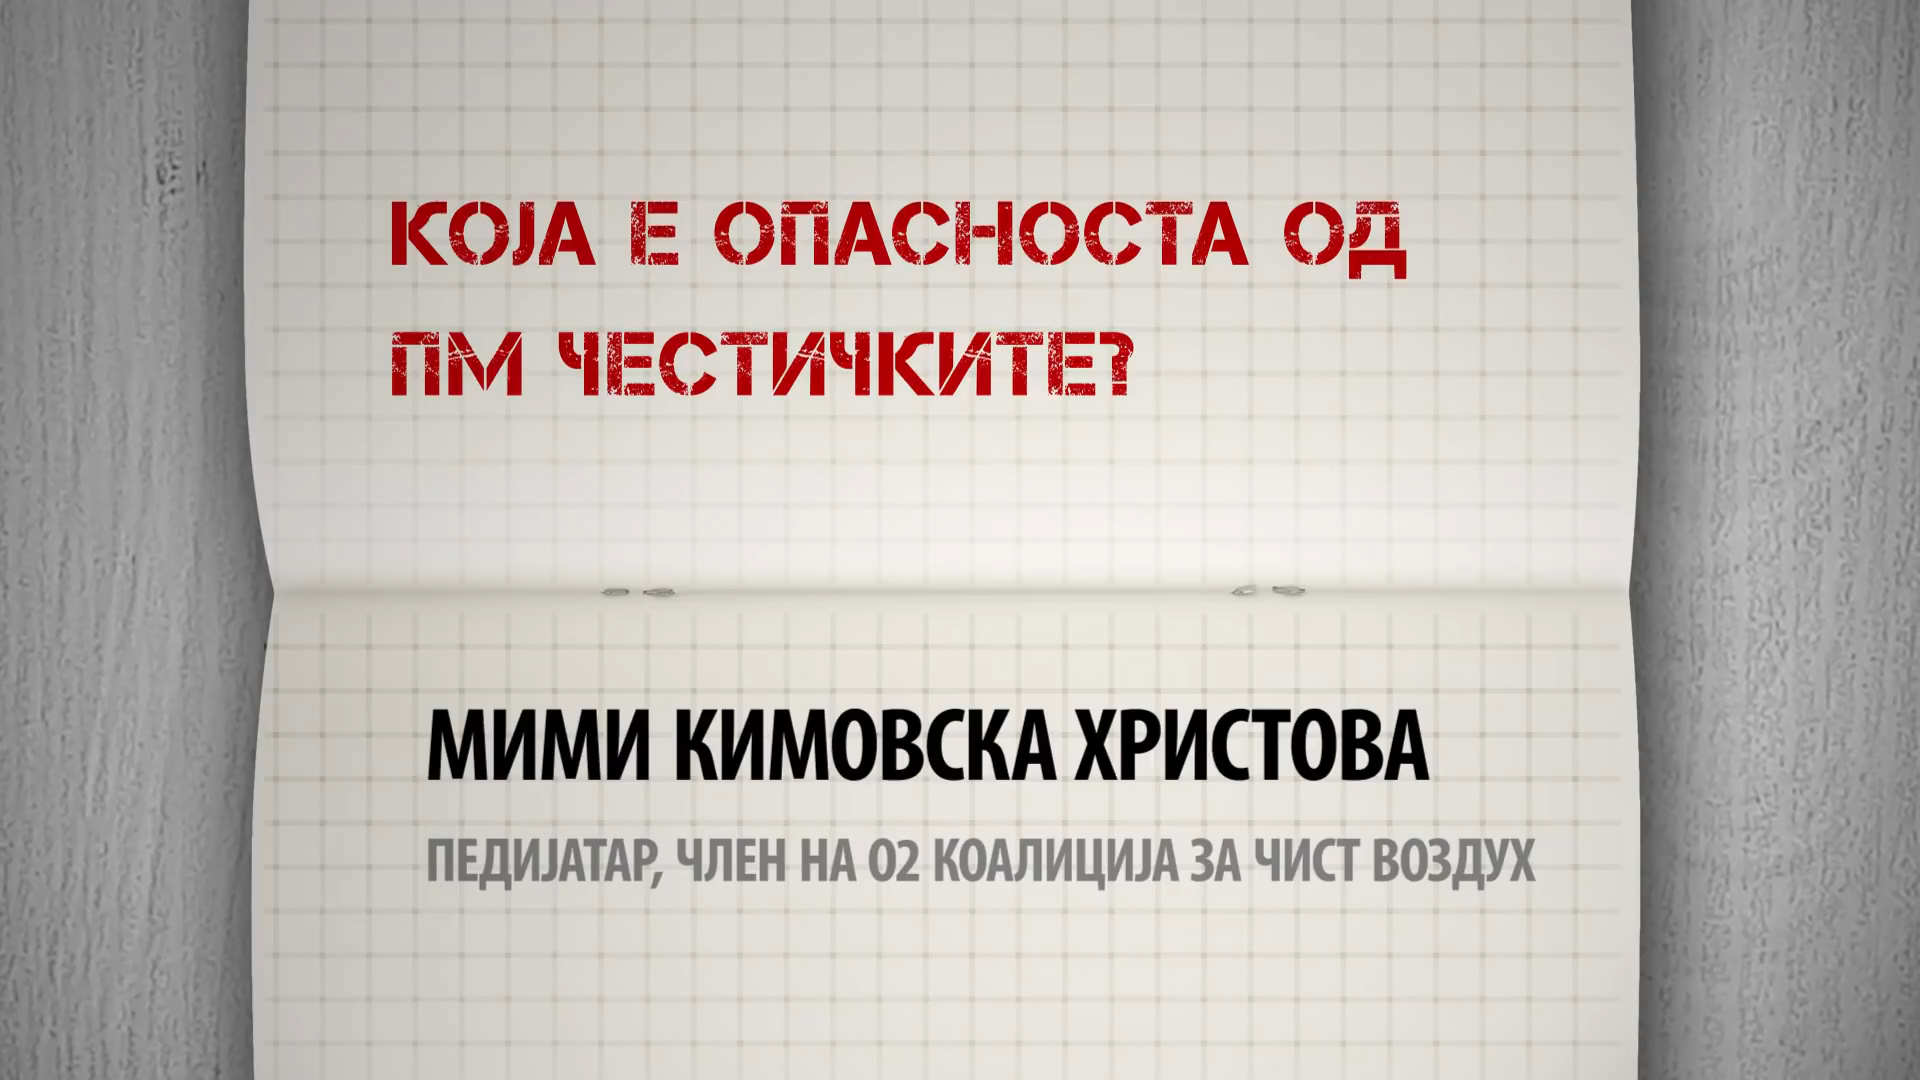 КОЈА Е ОПАСНОСТА ОД
ПМ ЧЕСТИЧКИТЕ?
МИМИ КИМОВСКА ХРИСТОВА
ПЕДИЈАТАР, ЧЛЕН НА О2 КОАЛИЦИЈА ЗА ЧИСТ ВОЗДУХ